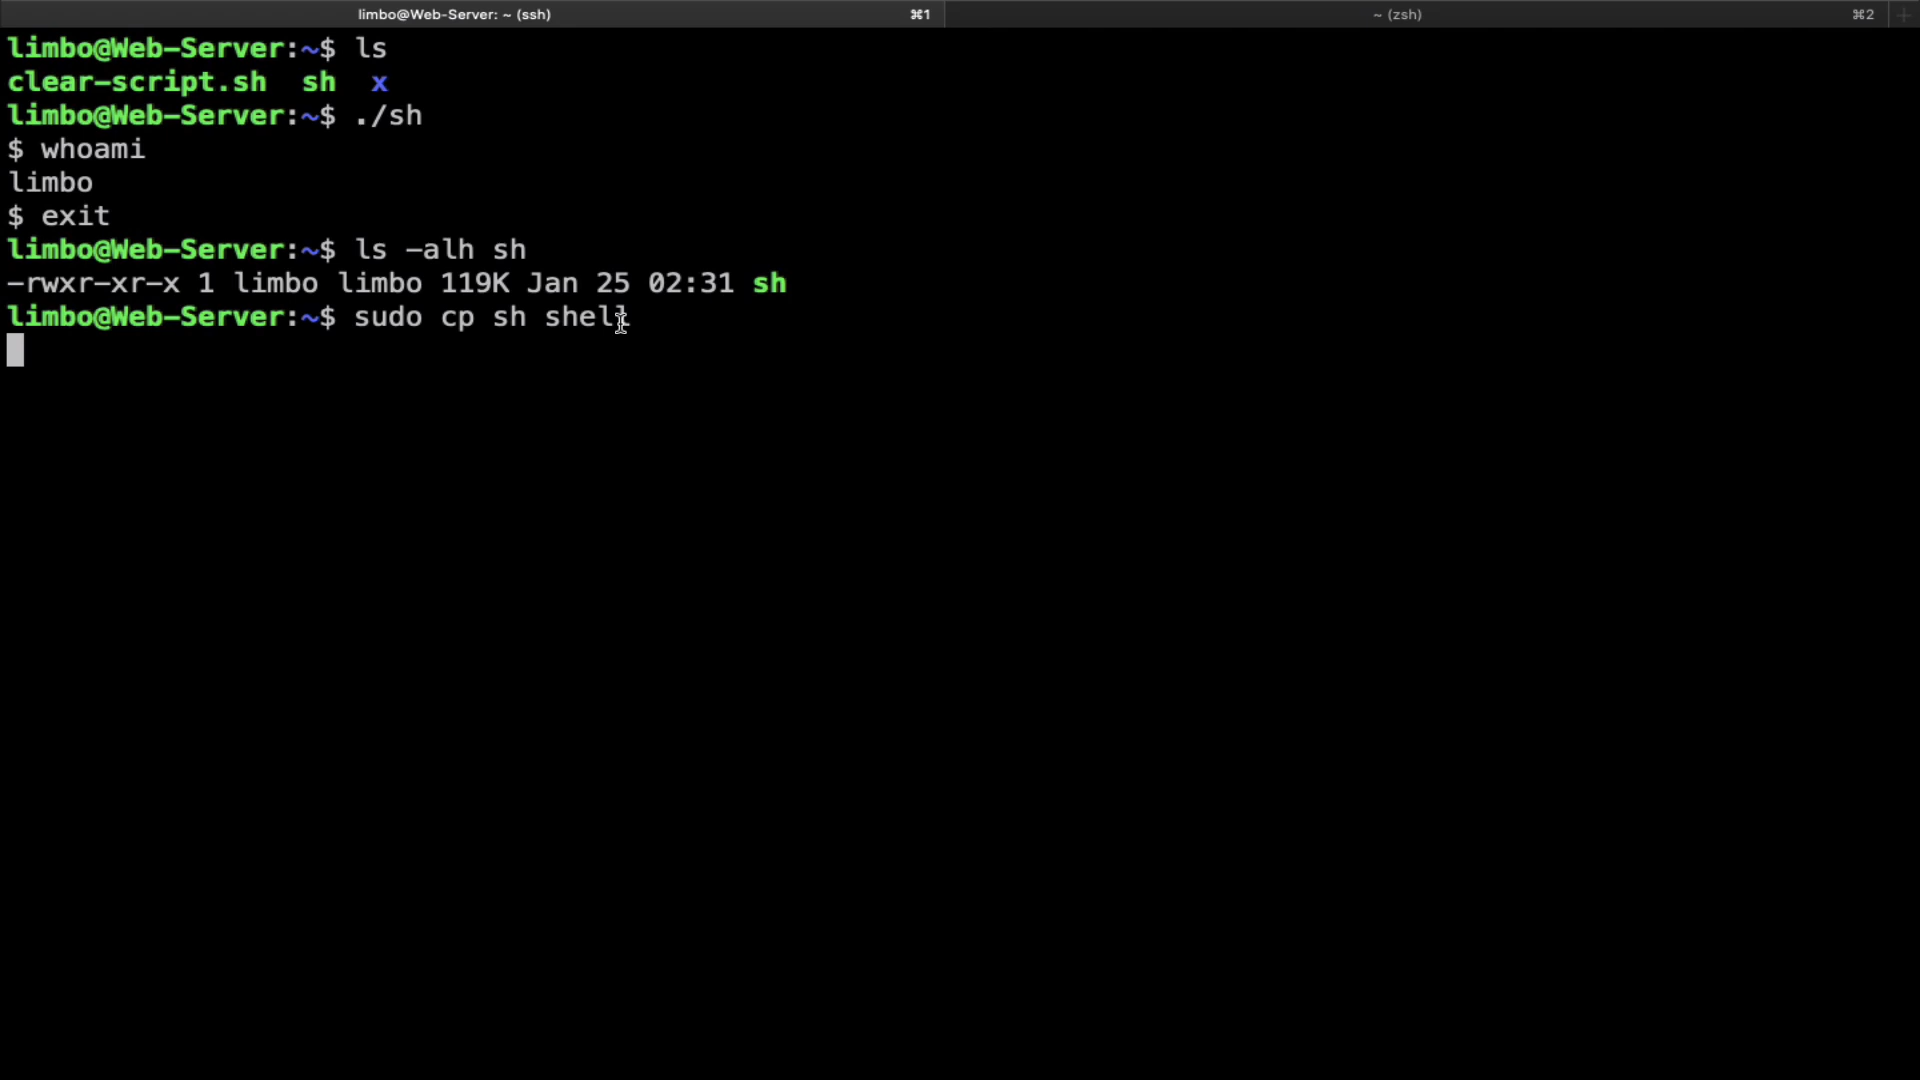 limbo@Web-Server: ~ (ssh) ⌘1 ~ (zsh) ⌘2 +
limbo@Web-Server:~$ ls
clear-script.sh  sh  x
limbo@Web-Server:~$ ./sh
$ whoami
limbo
$ exit
limbo@Web-Server:~$ ls -alh sh
-rwxr-xr-x 1 limbo limbo 119K Jan 25 02:31 sh
limbo@Web-Server:~$ sudo cp sh shell